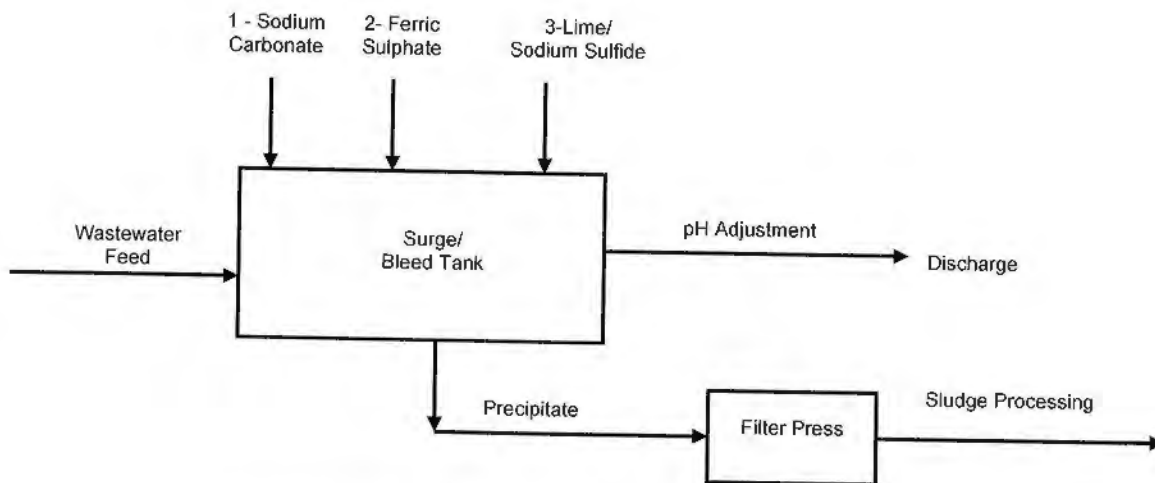 1 - Sodium
Carbonate
2- Ferric
Sulphate
3-Lime/
Sodium Sulfide
Wastewater
Feed
Surge/
Bleed Tank
pH Adjustment
Discharge
Precipitate
Filter Press
Sludge Processing